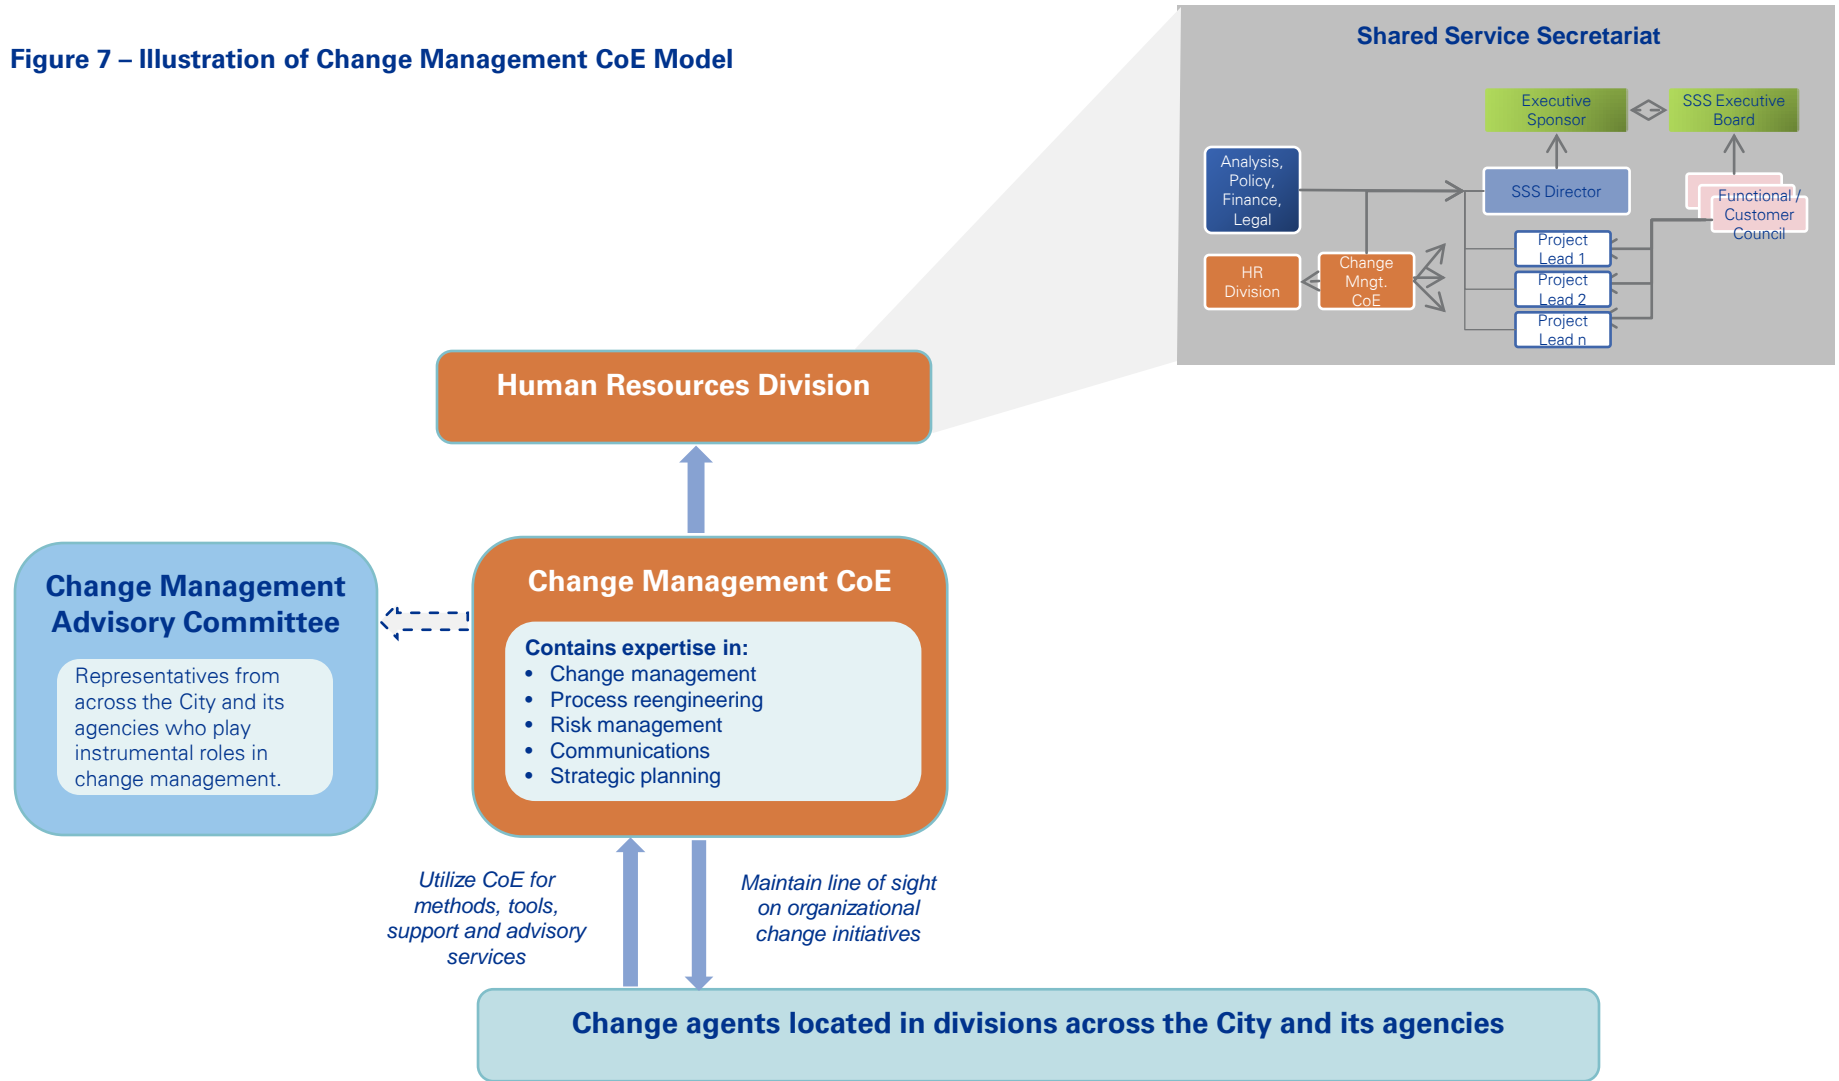 Figure 7 – Illustration of Change Management CoE Model
Shared Service Secretariat
Executive
Sponsor
SSS Executive
Board
Analysis,
Policy,
Finance,
Legal
SSS Director
Functional /
Customer
Council
Project
Lead 1
HR
Division
Change
Mngt.
CoE
Project
Lead 2
Project
Lead n
Human Resources Division
Change Management
Advisory Committee
Representatives from
across the City and its
agencies who play
instrumental roles in
change management.
Change Management CoE
Contains expertise in:
• Change management
• Process reengineering
• Risk management
• Communications
• Strategic planning
Utilize CoE for
methods, tools,
support and advisory
services
Maintain line of sight
on organizational
change initiatives
Change agents located in divisions across the City and its agencies